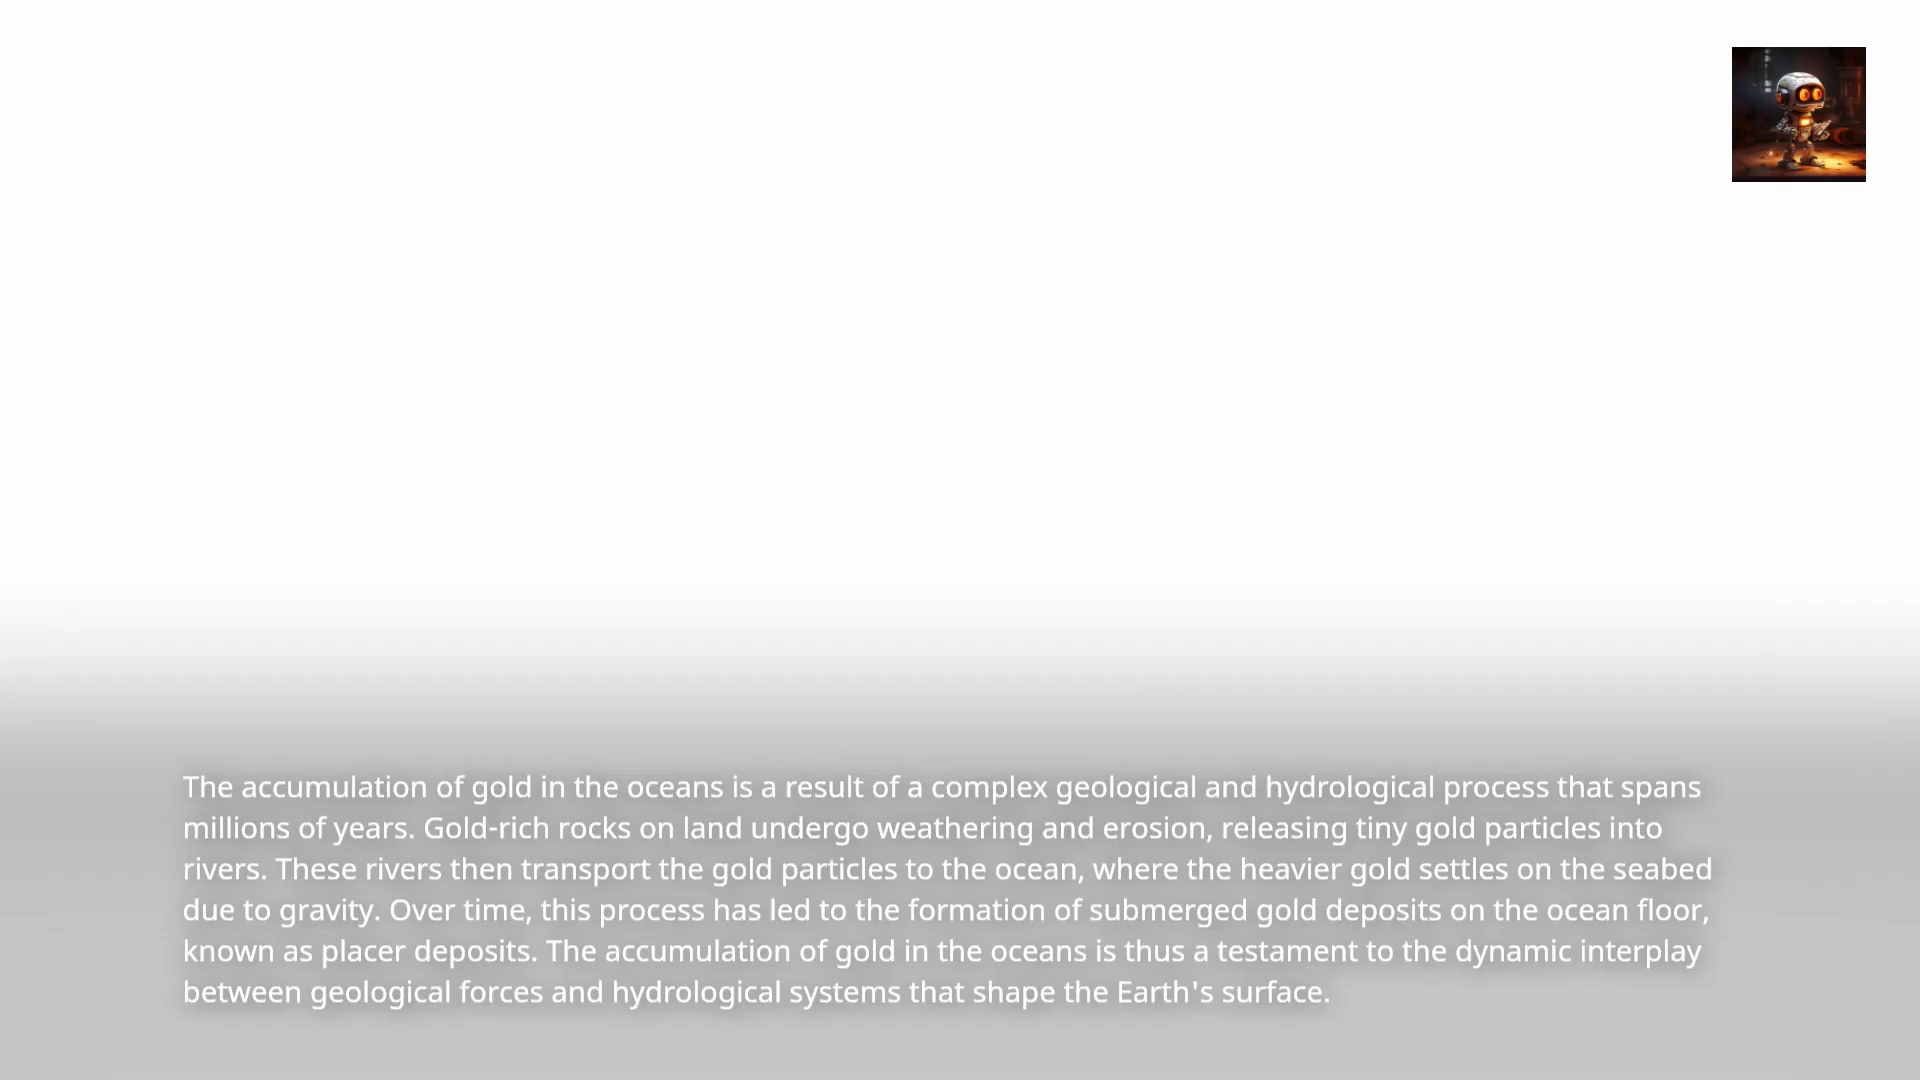 The accumulation of gold in the oceans is a result of a complex geological and hydrological process that spans
millions of years. Gold-rich rocks on land undergo weathering and erosion, releasing tiny gold particles into
rivers. These rivers then transport the gold particles to the ocean, where the heavier gold settles on the seabed
due to gravity. Over time, this process has led to the formation of submerged gold deposits on the ocean floor,
known as placer deposits. The accumulation of gold in the oceans is thus a testament to the dynamic interplay
between geological forces and hydrological systems that shape the Earth's surface.